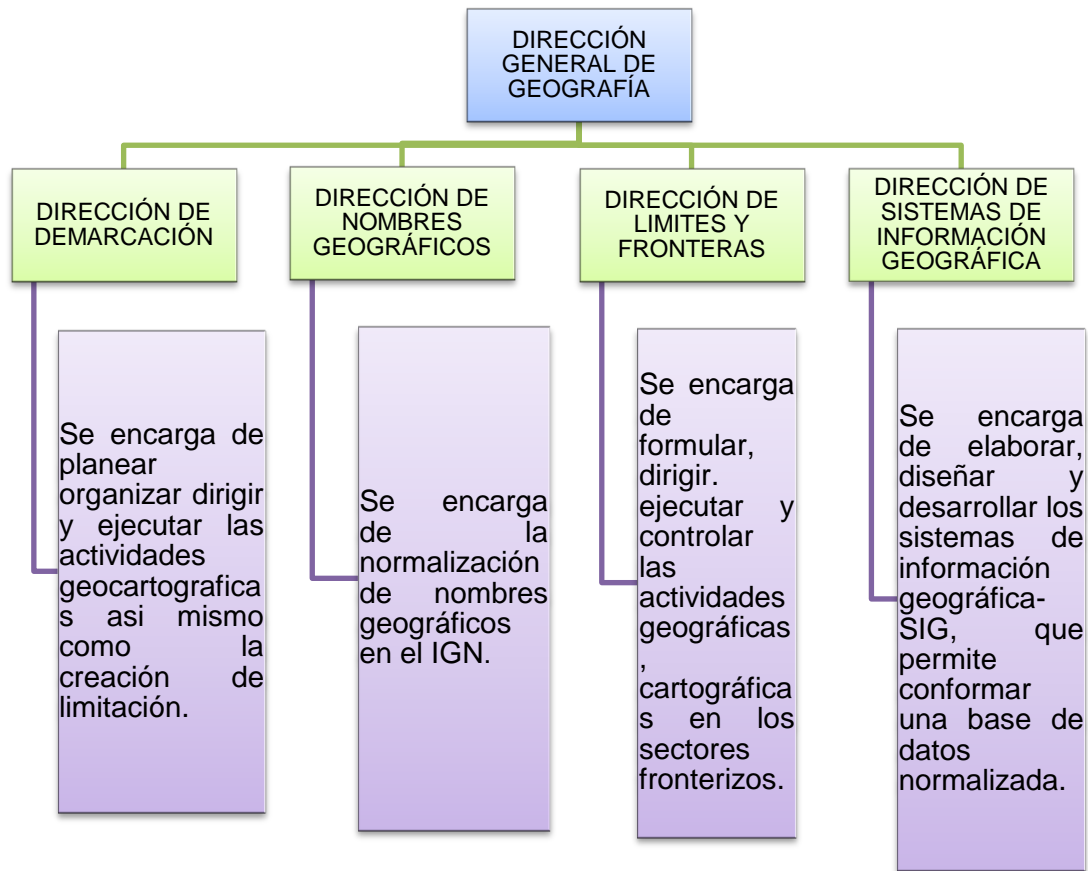 DIRECCIÓN
GENERAL DE
GEOGRAFÍA
DIRECCIÓN DE
DEMARCACIÓN
DIRECCIÓN DE
NOMBRES
GEOGRÁFICOS
DIRECCIÓN DE
LIMITES Y
FRONTERAS
DIRECCIÓN DE
SISTEMAS DE
INFORMACIÓN
GEOGRÁFICA
Se encarga de
planear
organizar dirigir
y ejecutar las
actividades
geocartografica
s asi mismo
como la
creación de
limitación.
Se encarga
de la
normalización
de nombres
geográficos
en el IGN.
Se encarga
de
formular,
dirigir.
ejecutar y
controlar
las
actividades
geográficas
,
cartográfica
s en los
sectores
fronterizos.
Se encarga
de elaborar,
diseñar y
desarrollar los
sistemas de
información
geográfica-
SIG, que
permite
conformar
una base de
datos
normalizada.